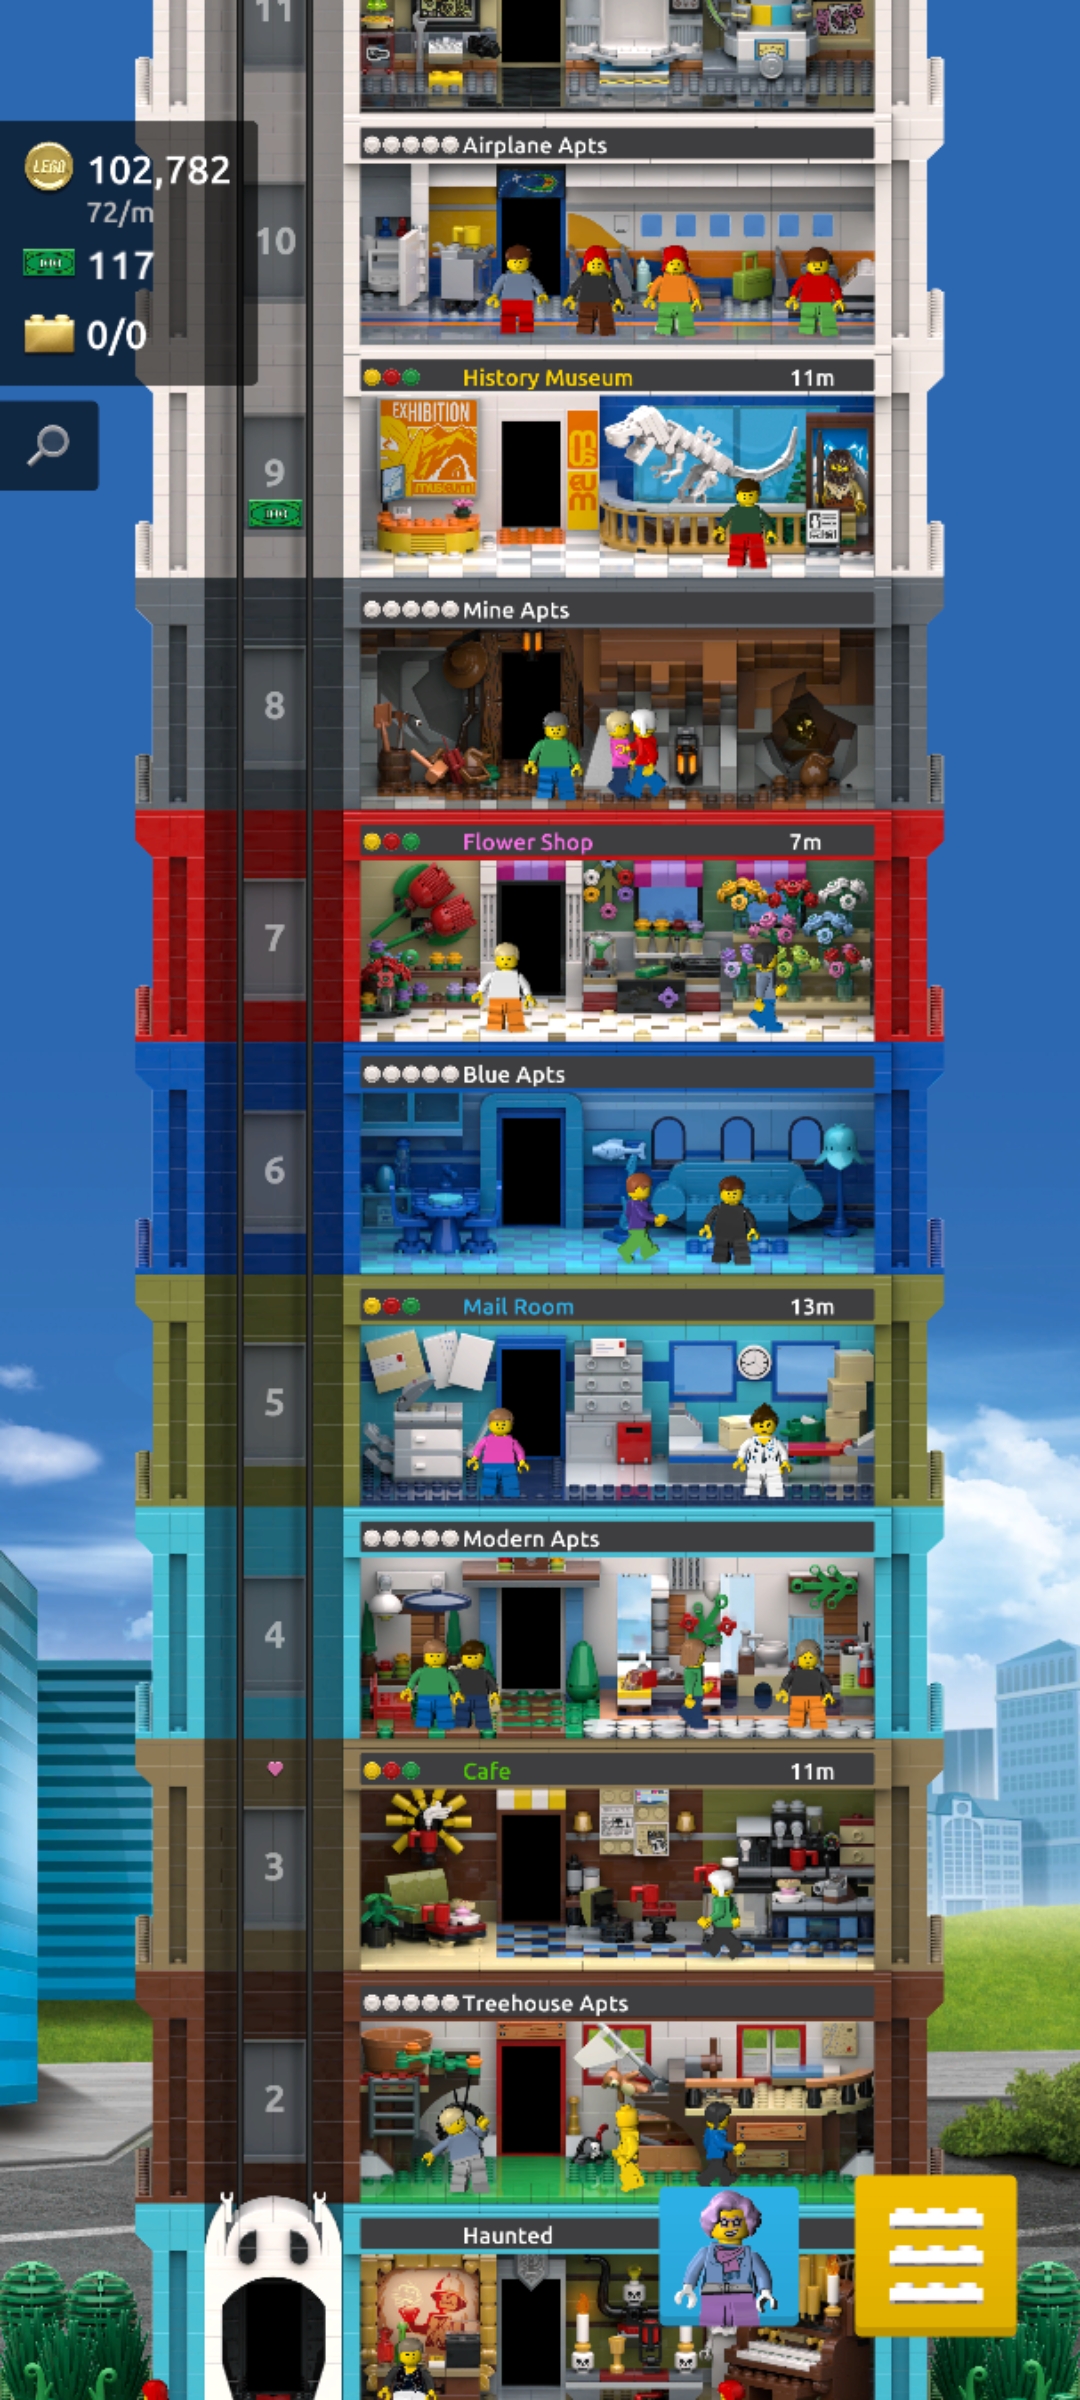 11
Airplane Apts
LEGO 102,782
72/m
117
0/0
10
History Museum 11m
EXHIBITION
museum
mus
eum
9
Mine Apts
8
Flower Shop 7m
7
Blue Apts
6
Mail Room 13m
5
Modern Apts
4
Cafe 11m
3
Treehouse Apts
2
Haunted